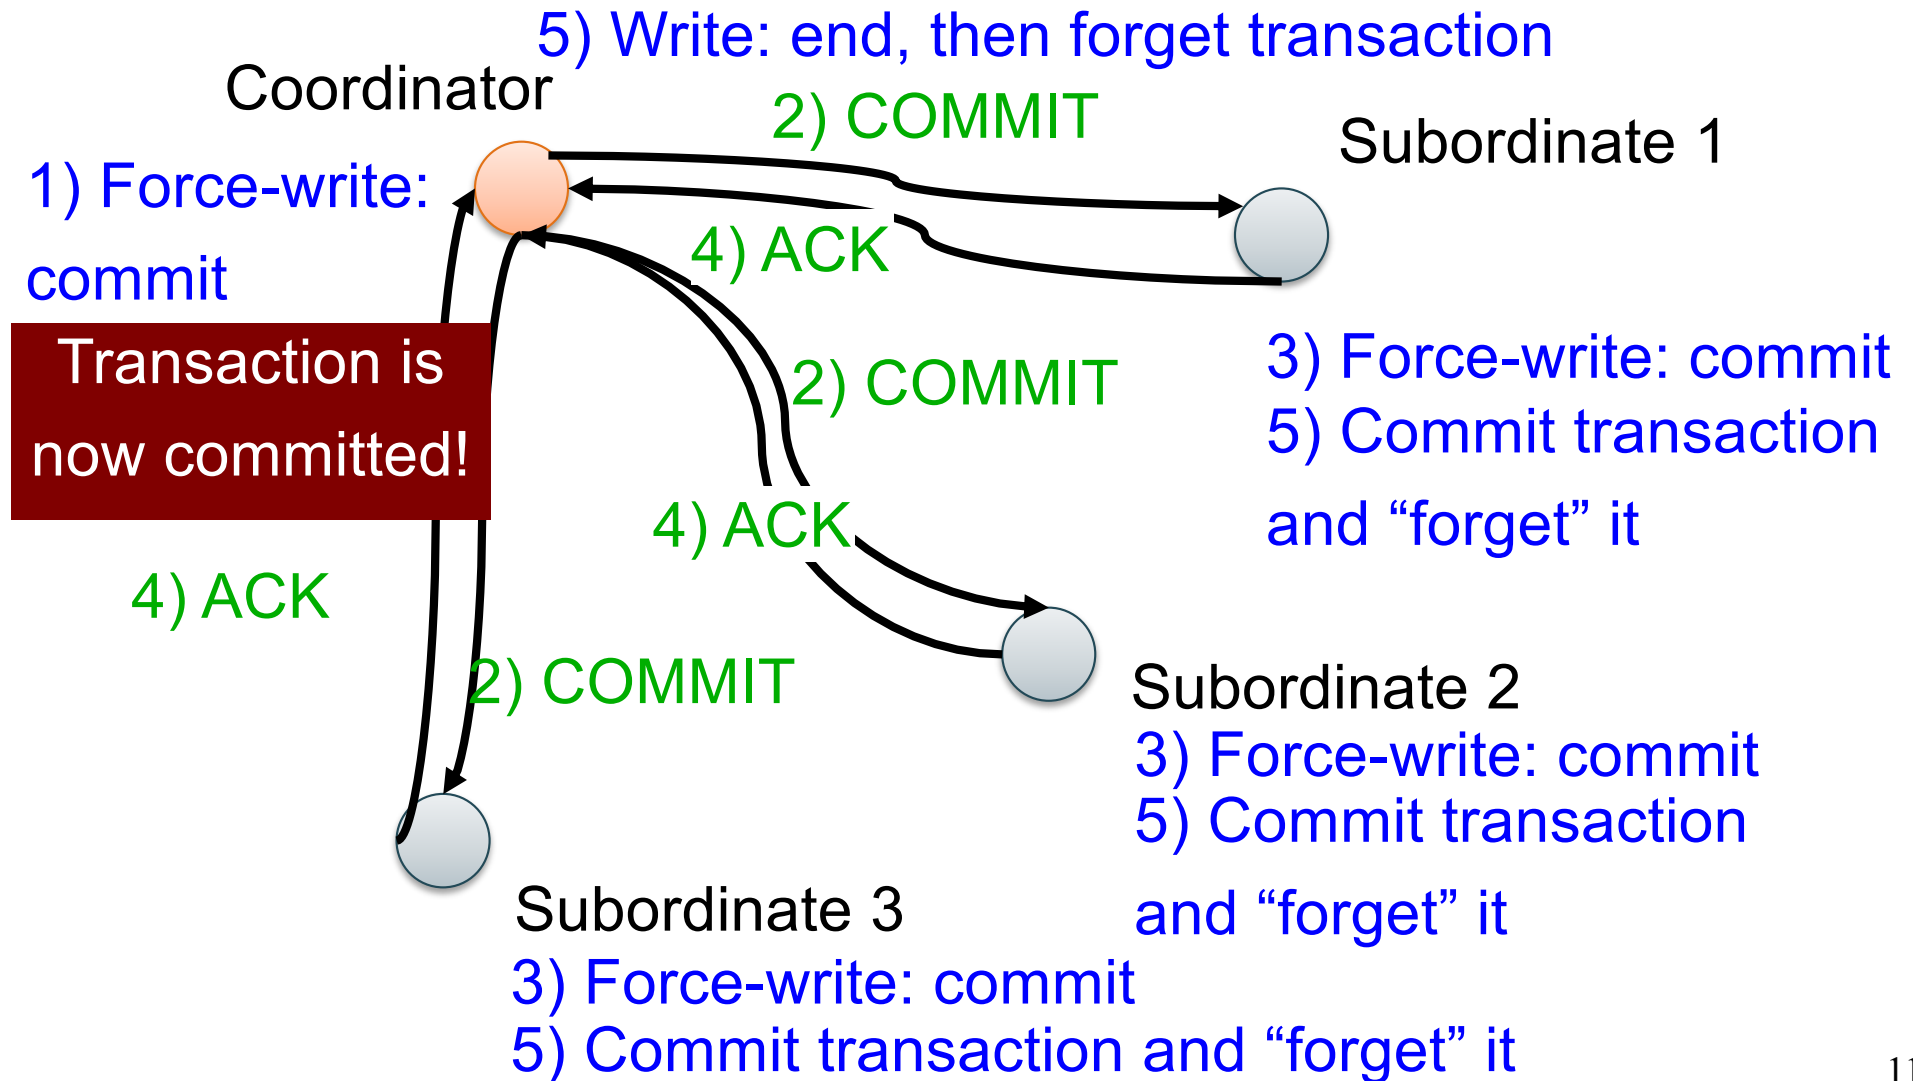 5) Write: end, then forget transaction
Coordinator
2) COMMIT
Subordinate 1
1) Force-write:
commit
4) ACK
Transaction is
now committed!
2) COMMIT
3) Force-write: commit
5) Commit transaction
and “forget” it
4) ACK
4) ACK
2) COMMIT
Subordinate 2
3) Force-write: commit
5) Commit transaction
and “forget” it
Subordinate 3
3) Force-write: commit
5) Commit transaction and “forget” it
11